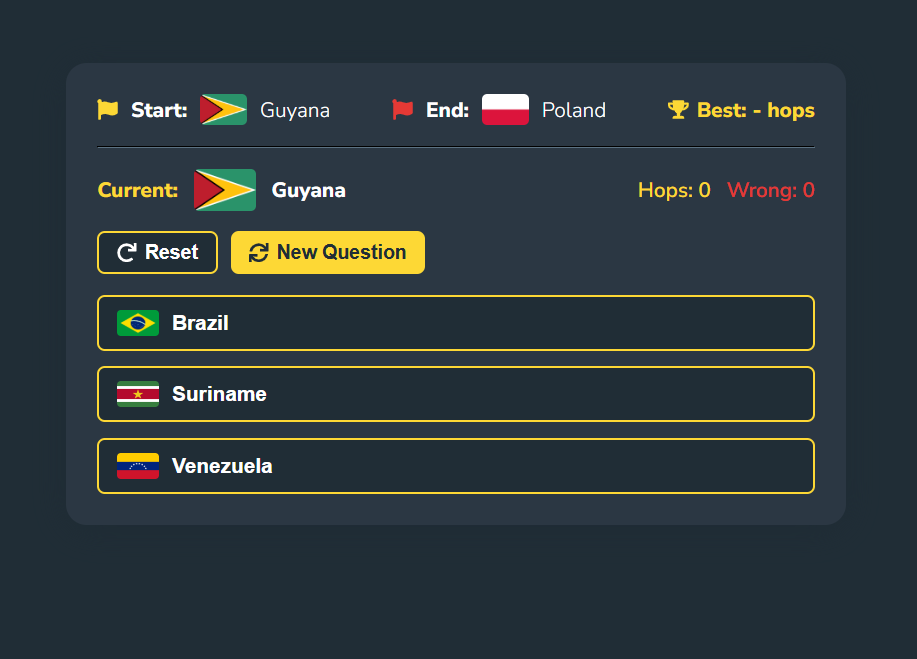 Start: Guyana End: Poland Best: - hops
Current: Guyana Hops: 0 Wrong: 0
Reset New Question
Brazil
Suriname
Venezuela